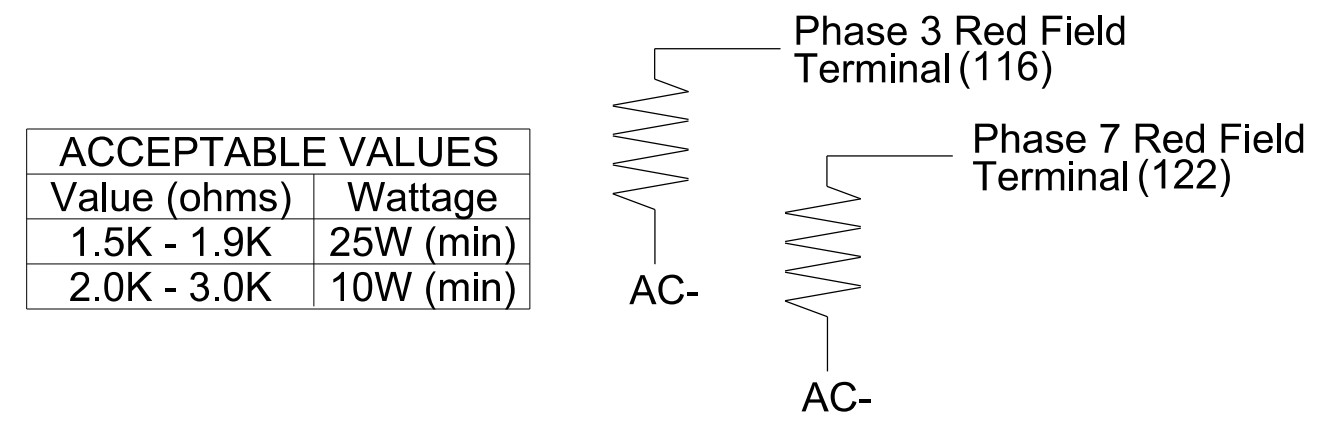 ACCEPTABLE VALUES
Value (ohms) Wattage
1.5K - 1.9K 25W (min)
2.0K - 3.0K 10W (min)
Phase 3 Red Field
Terminal (116)
AC-
Phase 7 Red Field
Terminal (122)
AC-